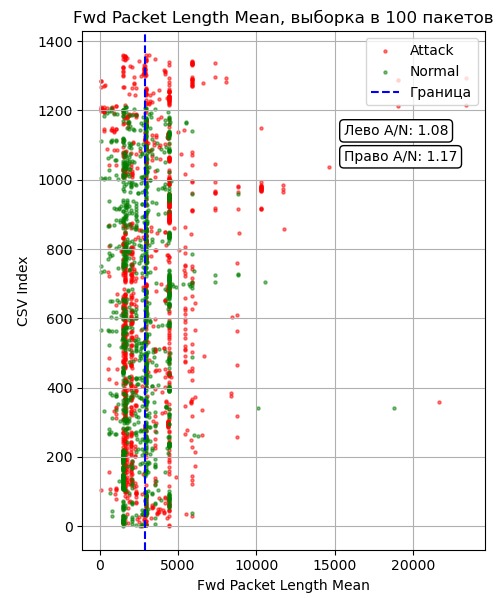 Fwd Packet Length Mean, выборка в 100 пакетов
1400
1200
1000
800
600
400
200
0
CSV Index
Attack
Normal
Граница
Лево A/N: 1.08
Право A/N: 1.17
0 5000 10000 15000 20000
Fwd Packet Length Mean